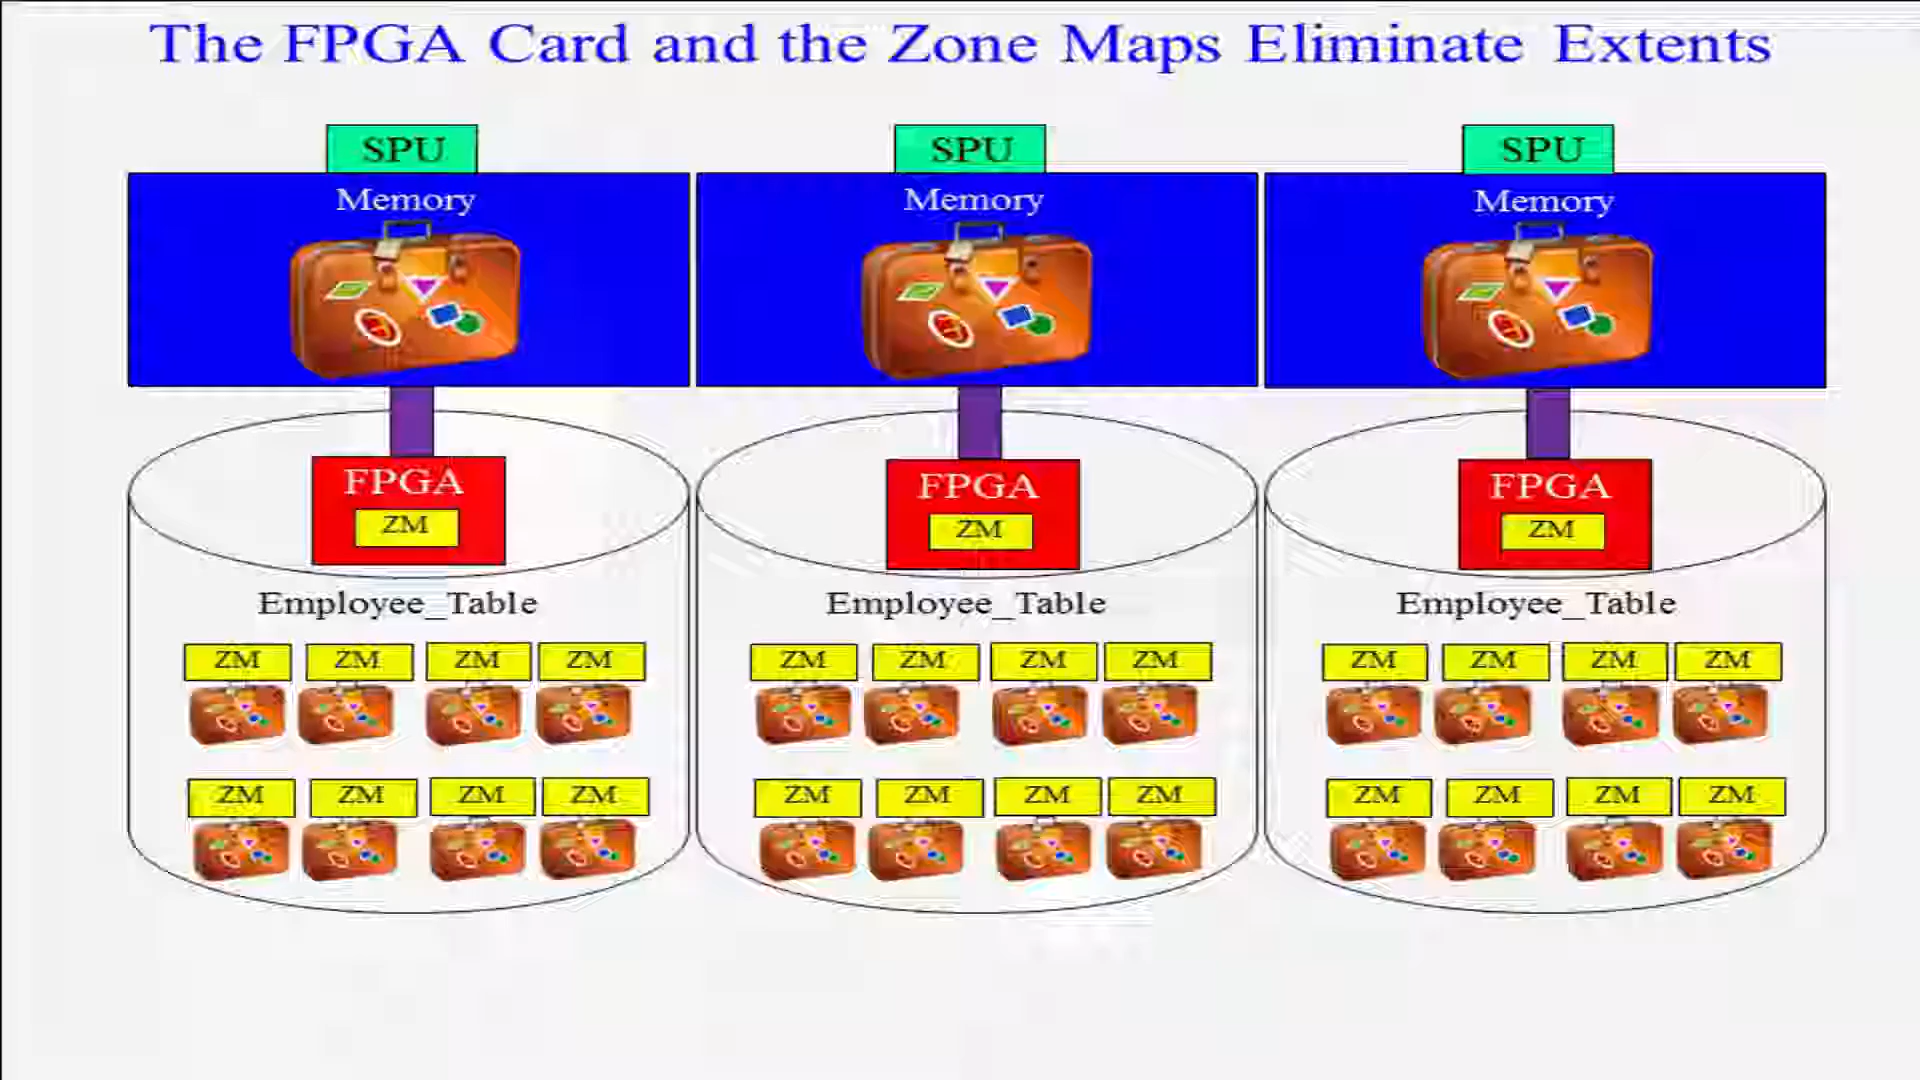 The FPGA Card and the Zone Maps Eliminate Extents
SPU SPU SPU
Memory Memory Memory
FPGA FPGA FPGA
ZM ZM ZM
Employee_Table Employee_Table Employee_Table
ZM ZM ZM ZM ZM ZM ZM ZM ZM ZM ZM ZM
ZM ZM ZM ZM ZM ZM ZM ZM ZM ZM ZM ZM